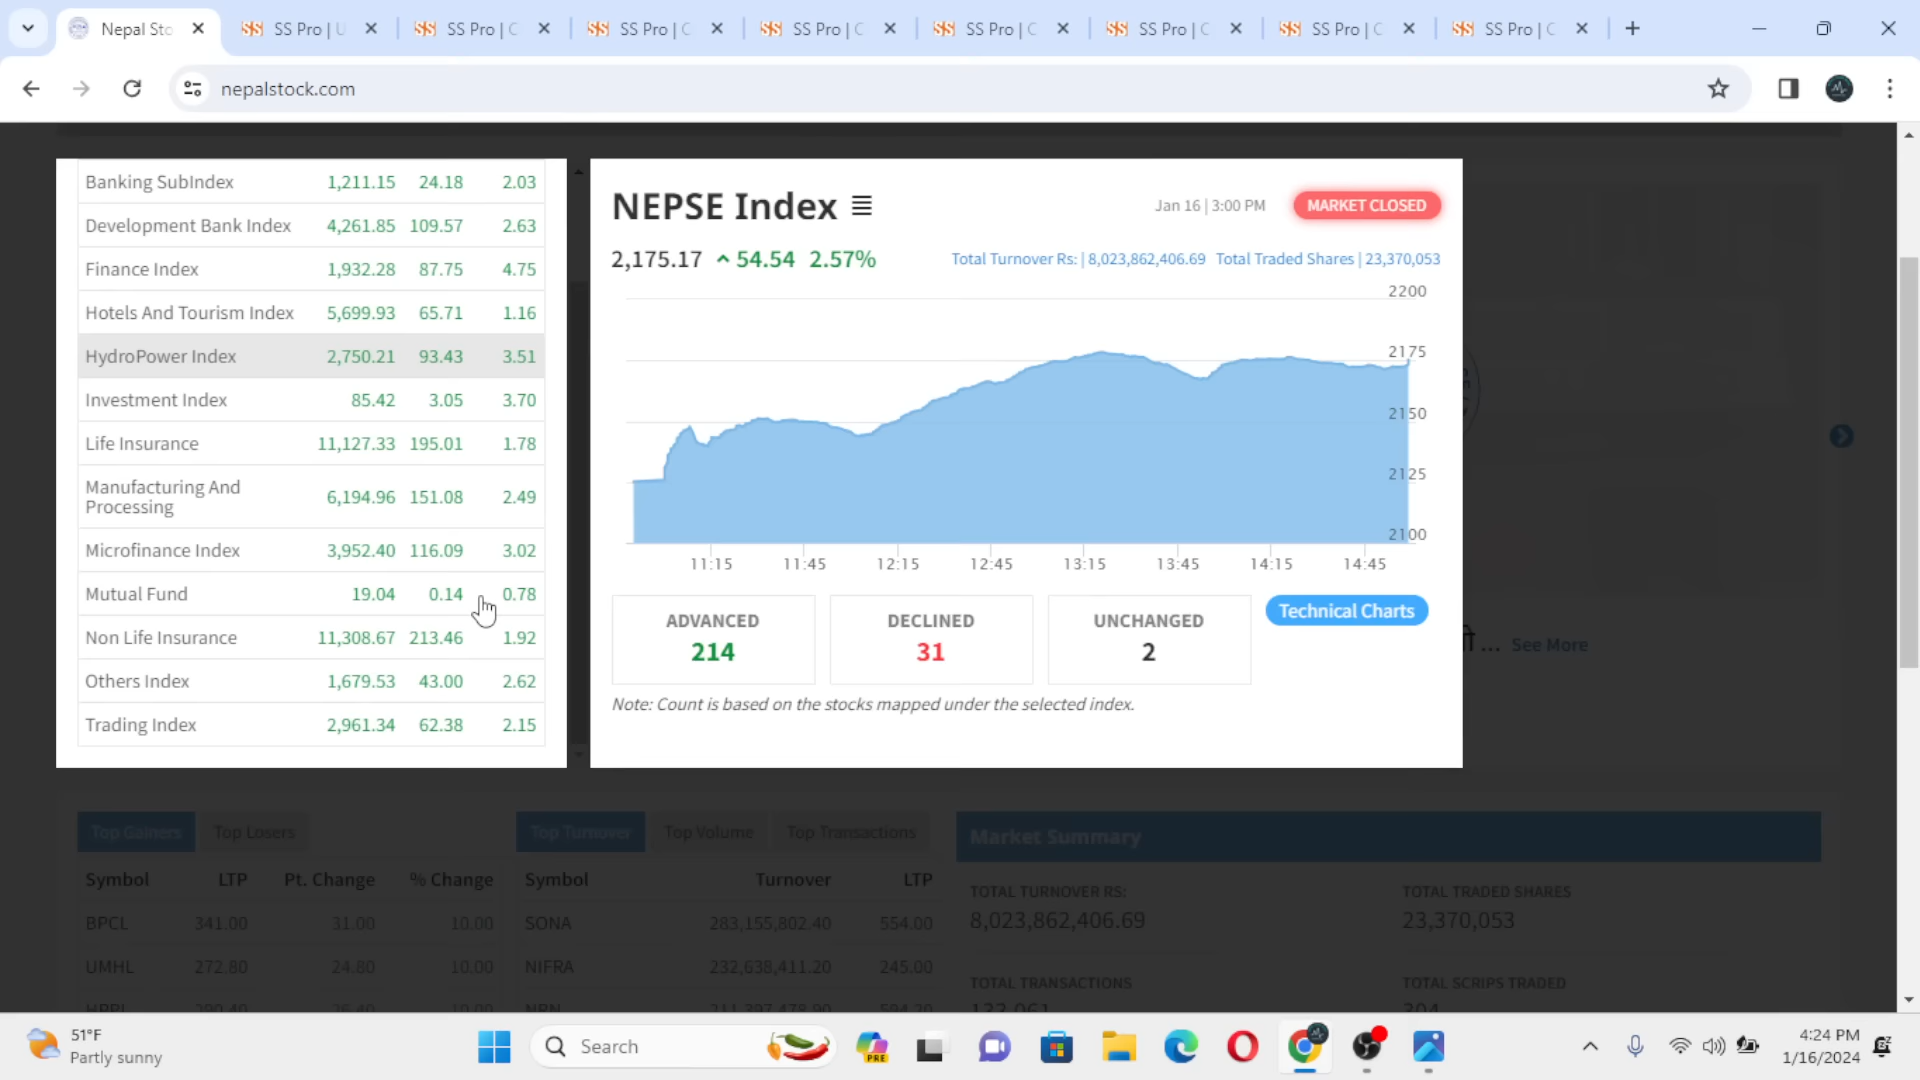 Nepal Sto
SS Pro | U
SS Pro | C
SS Pro | C
SS Pro | C
SS Pro | C
SS Pro | C
SS Pro | C
SS Pro | C
nepalstock.com
Banking SubIndex 1,211.15 24.18 2.03
Development Bank Index 4,261.85 109.57 2.63
Finance Index 1,932.28 87.75 4.75
Hotels And Tourism Index 5,699.93 65.71 1.16
HydroPower Index 2,750.21 93.43 3.51
Investment Index 85.42 3.05 3.70
Life Insurance 11,127.33 195.01 1.78
Manufacturing And
Processing 6,194.96 151.08 2.49
Microfinance Index 3,952.40 116.09 3.02
Mutual Fund 19.04 0.14 0.78
Non Life Insurance 11,308.67 213.46 1.92
Others Index 1,679.53 43.00 2.62
Trading Index 2,961.34 62.38 2.15
NEPSE Index
Jan 16 | 3:00 PM MARKET CLOSED
2,175.17 54.54 2.57%
Total Turnover Rs: | 8,023,862,406.69 Total Traded Shares | 23,370,053
2200
2175
2150
2125
2100
11:15 11:45 12:15 12:45 13:15 13:45 14:15 14:45
ADVANCED
214
DECLINED
31
UNCHANGED
2
Technical Charts
Note: Count is based on the stocks mapped under the selected index.
... See More
Top Gainers Top Losers
Symbol LTP Pt. Change % Change
BPCL 341.00 31.00 10.00
UMHL 272.80 24.80 10.00
Top Turnover Top Volume Top Transactions
Symbol Turnover LTP
SONA 283,155,802.40 554.00
NIFRA 232,638,411.20 245.00
Market Summary
TOTAL TURNOVER RS:
8,023,862,406.69
TOTAL TRADED SHARES
23,370,053
TOTAL TRANSACTIONS
TOTAL SCRIPS TRADED
51°F
Partly sunny
Search
PRE
4:24 PM
1/16/2024